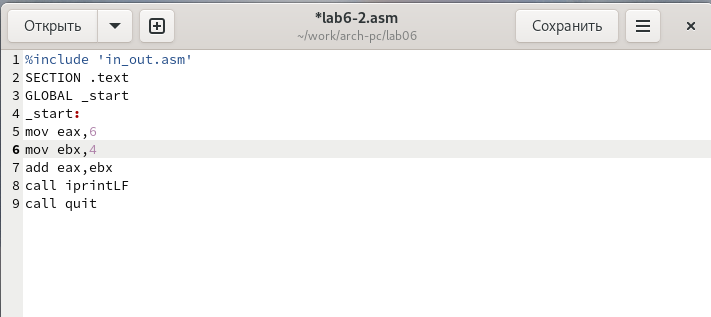 Открыть
*lab6-2.asm
~/work/arch-pc/lab06
Сохранить
1 %include 'in_out.asm'
2 SECTION .text
3 GLOBAL _start
4 _start:
5 mov eax,6
6 mov ebx,4
7 add eax,ebx
8 call iprintLF
9 call quit